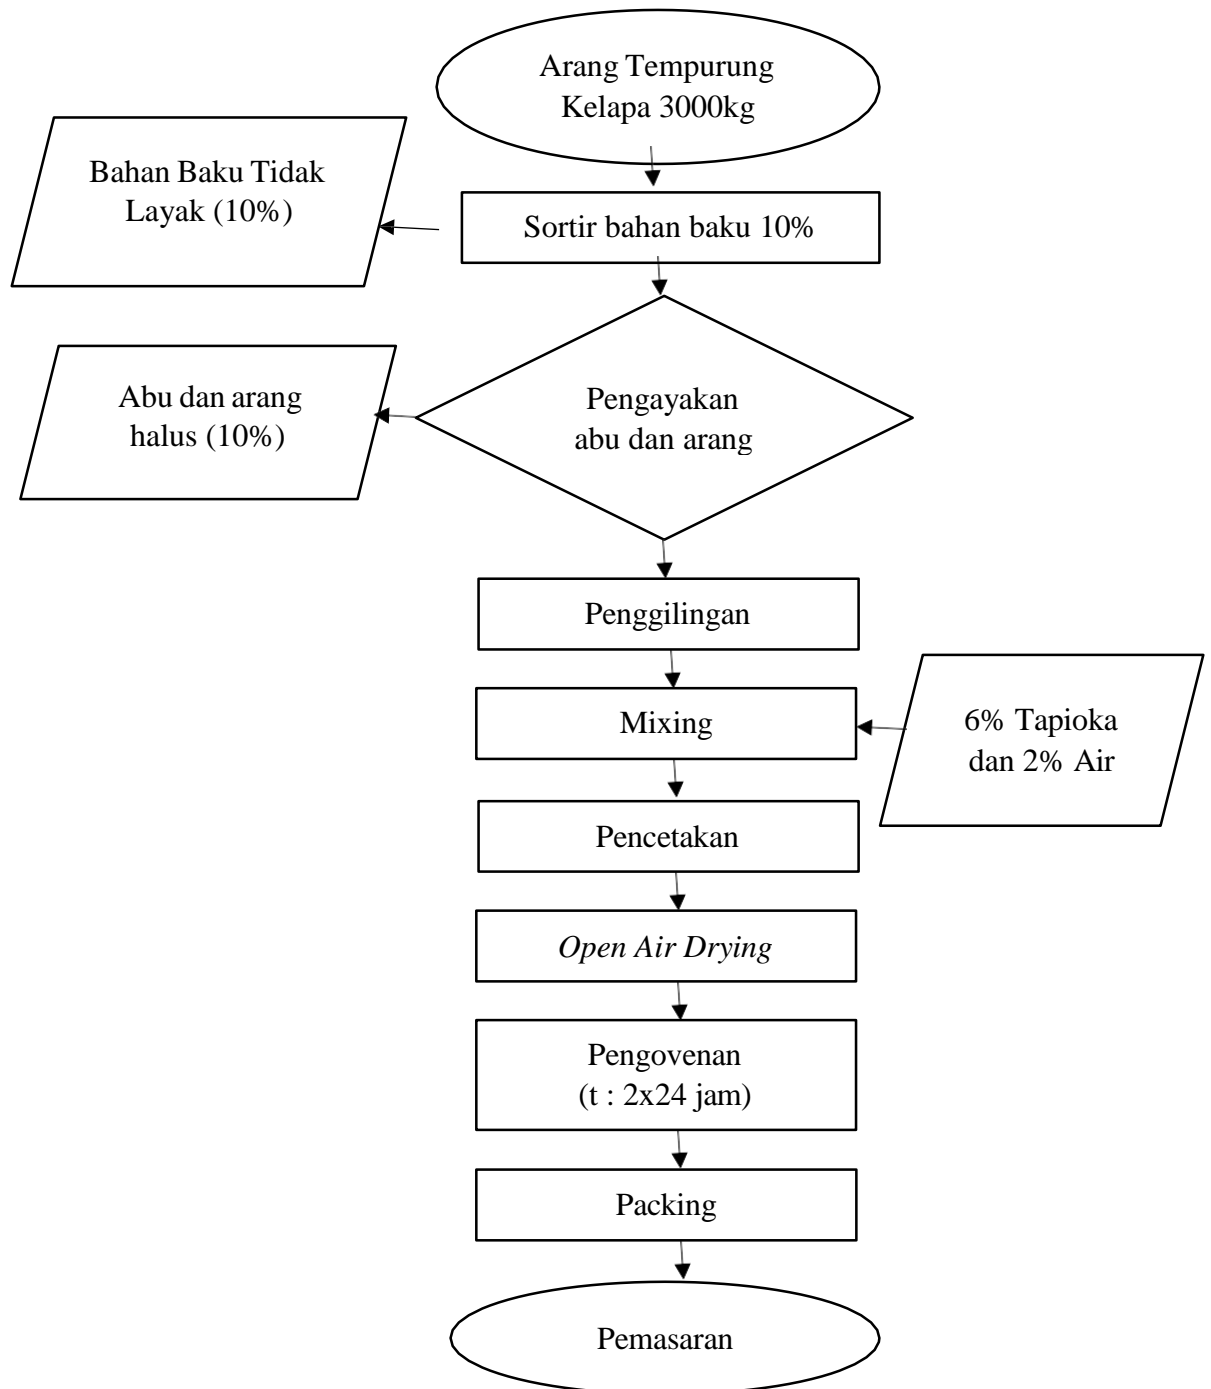 Arang Tempurung
Kelapa 3000kg
Bahan Baku Tidak
Layak (10%)
Sortir bahan baku 10%
Abu dan arang
halus (10%)
Pengayakan
abu dan arang
Penggilingan
Mixing
6% Tapioka
dan 2% Air
Pencetakan
Open Air Drying
Pengovenan
(t : 2x24 jam)
Packing
Pemasaran